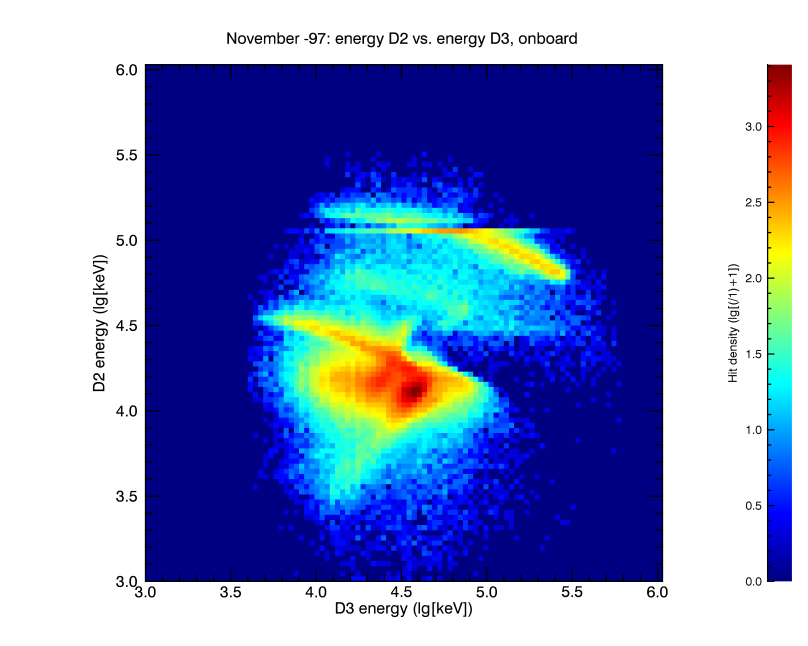 November -97: energy D2 vs. energy D3, onboard
6.0
5.5
5.0
4.5
4.0
3.5
3.0
D2 energy (lg[keV])
3.0 3.5 4.0 4.5 5.0 5.5 6.0
D3 energy (lg[keV])
3.0
2.5
2.0
1.5
1.0
0.5
0.0
Hit density (lg[(/1)+1])